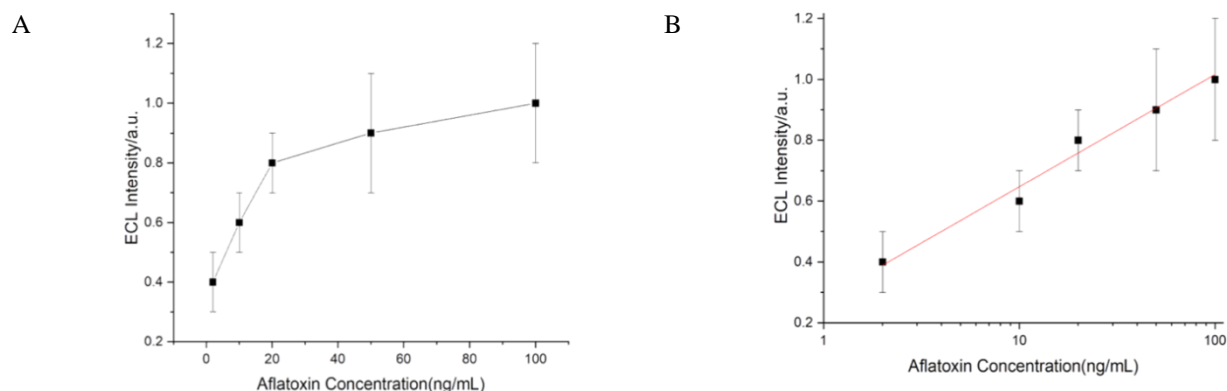 A
1.2
1.0
0.8
0.6
0.4
0.2
ECL Intensity/a.u.
0 20 40 60 80 100
Aflatoxin Concentration(ng/mL)
B
1.2
1.0
0.8
0.6
0.4
0.2
ECL Intensity/a.u.
1 10 100
Aflatoxin Concentration(ng/mL)